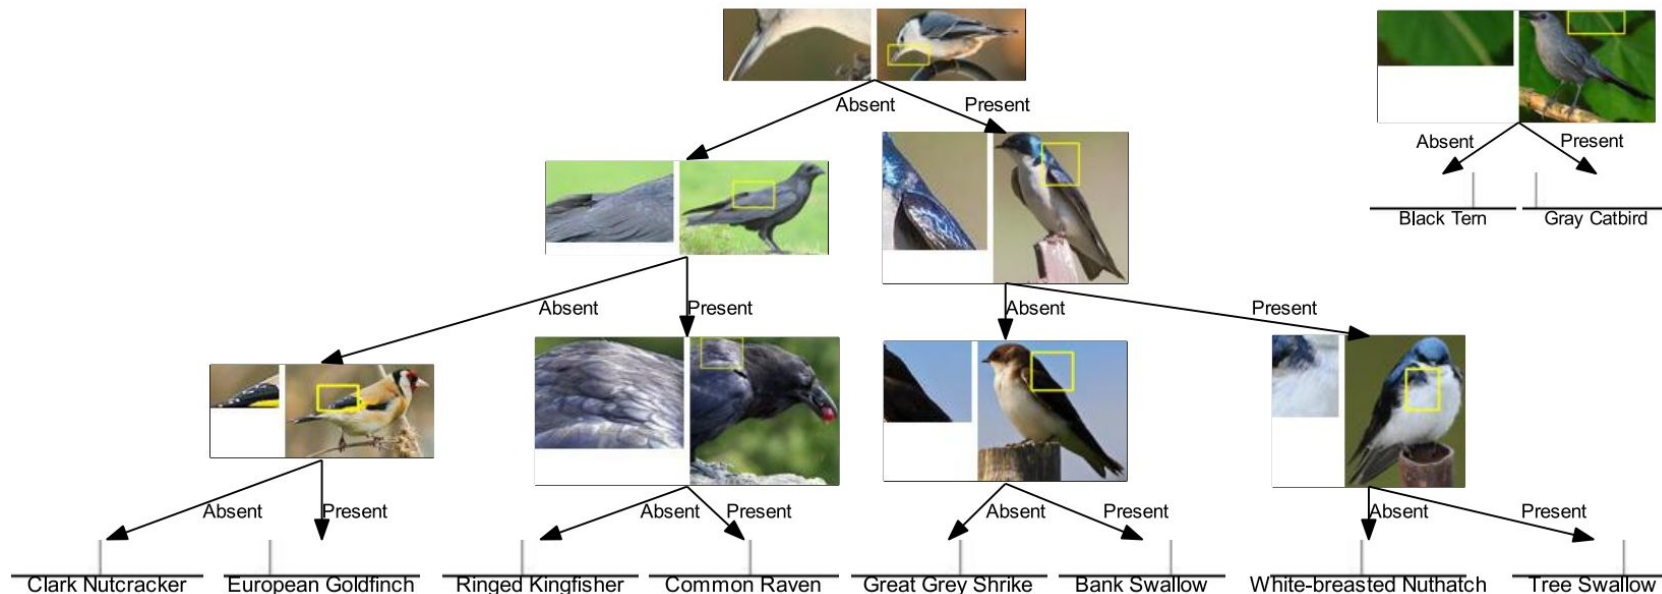 Absent Present
Absent Present
Black Tern Gray Catbird
Absent Present Absent Present
Absent Present Absent Present Absent Present Absent Present
Clark Nutcracker European Goldfinch Ringed Kingfisher Common Raven Great Grey Shrike Bank Swallow White-breasted Nuthatch Tree Swallow